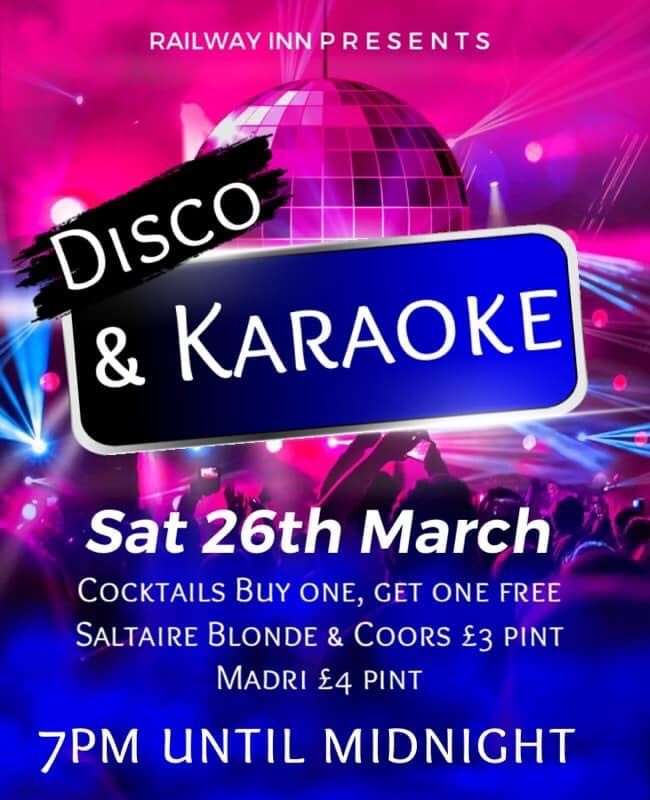 RAILWAY INN PRESENTS
DISCO
& KARAOKE
Sat 26th March
COCKTAILS BUY ONE, GET ONE FREE
SALTAIRE BLONDE & COORS £3 PINT
MADRI £4 PINT
7PM UNTIL MIDNIGHT